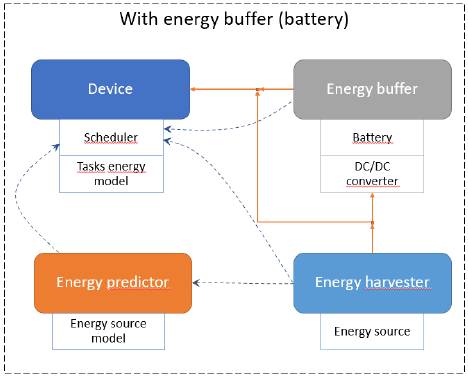 With energy buffer (battery)
Device
Energy buffer
Scheduler
Battery
Tasks energy
model
DC/DC
converter
Energy predictor
Energy harvester
Energy source
model
Energy source